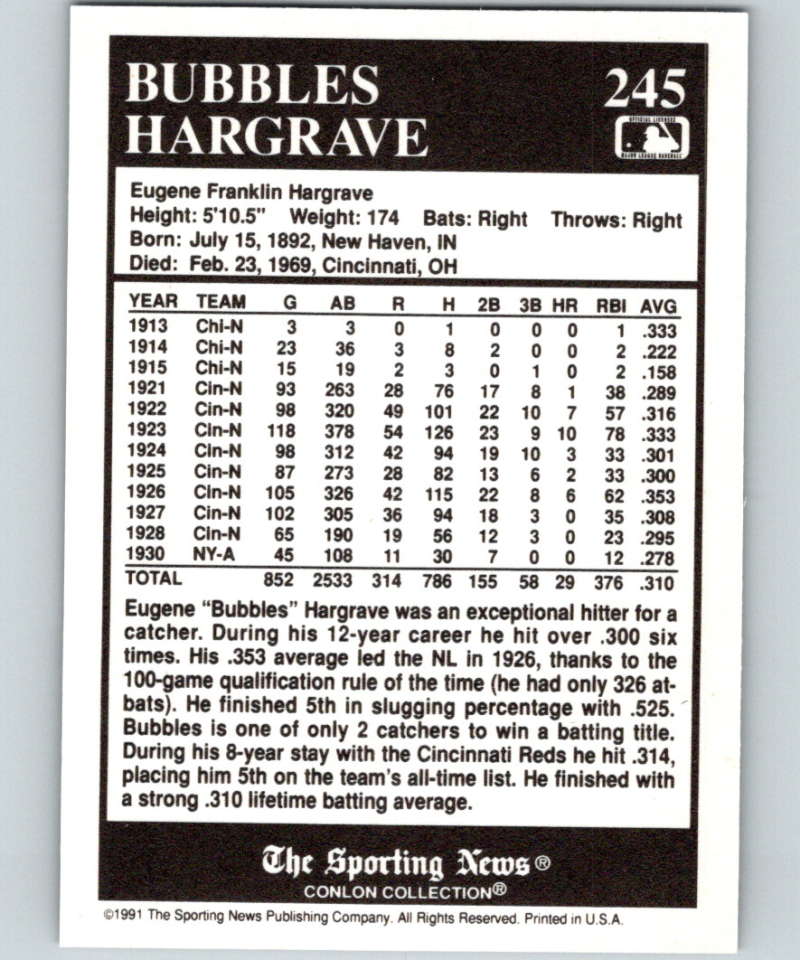 BUBBLES 245
HARGRAVE
OFFICIAL LICENSEE
MAJOR LEAGUE BASEBALL
Eugene Franklin Hargrave
Height: 5'10.5" Weight: 174 Bats: Right Throws: Right
Born: July 15, 1892, New Haven, IN
Died: Feb. 23, 1969, Cincinnati, OH
YEAR TEAM G AB R H 2B 3B HR RBI AVG
1913 Chi-N 3 3 0 1 0 0 0 1 .333
1914 Chi-N 23 36 3 8 2 0 0 2 .222
1915 Chi-N 15 19 2 3 0 1 0 2 .158
1921 Cin-N 93 263 28 76 17 8 1 38 .289
1922 Cin-N 98 320 49 101 22 10 7 57 .316
1923 Cin-N 118 378 54 126 23 9 10 78 .333
1924 Cin-N 98 312 42 94 19 10 3 33 .301
1925 Cin-N 87 273 28 82 13 6 2 33 .300
1926 Cin-N 105 326 42 115 22 8 6 62 .353
1927 Cin-N 102 305 36 94 18 3 0 35 .308
1928 Cin-N 65 190 19 56 12 3 0 23 .295
1930 NY-A 45 108 11 30 7 0 0 12 .278
TOTAL 852 2533 314 786 155 58 29 376 .310
Eugene "Bubbles" Hargrave was an exceptional hitter for a
catcher. During his 12-year career he hit over .300 six
times. His .353 average led the NL in 1926, thanks to the
100-game qualification rule of the time (he had only 326 at-
bats). He finished 5th in slugging percentage with .525.
Bubbles is one of only 2 catchers to win a batting title.
During his 8-year stay with the Cincinnati Reds he hit .314,
placing him 5th on the team's all-time list. He finished with
a strong .310 lifetime batting average.
The Sporting News®
CONLON COLLECTION®
©1991 The Sporting News Publishing Company. All Rights Reserved. Printed in U.S.A.